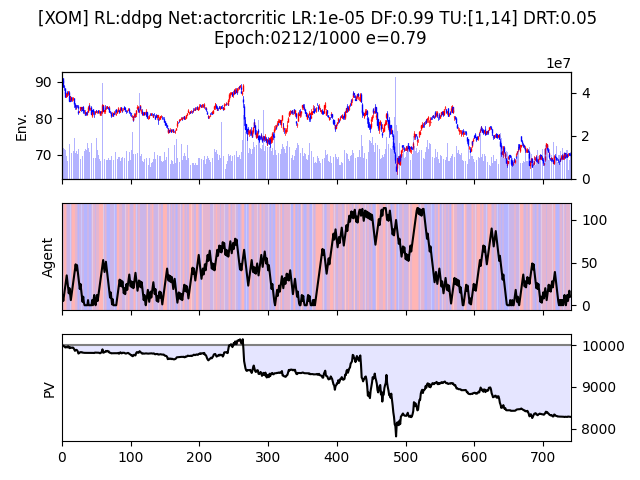 [XOM] RL:ddpg Net:actorcritic LR:1e-05 DF:0.99 TU:[1,14] DRT:0.05
Epoch:0212/1000 e=0.79
1e7
Env.
90
80
70
4
2
0
Agent
100
50
0
PV
10000
9000
8000
0 100 200 300 400 500 600 700